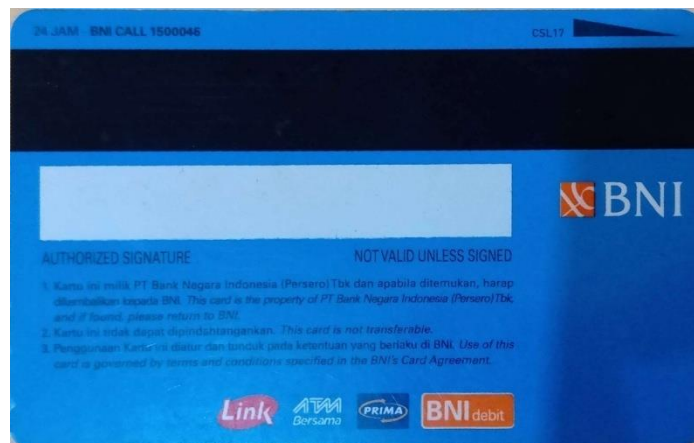 24 JAM BNI CALL 1500046
CSL17
BNI
AUTHORIZED SIGNATURE
NOT VALID UNLESS SIGNED
1. Kartu ini milik PT Bank Negara Indonesia (Persero) Tbk dan apabila ditemukan, harap
dikembalikan kepada BNI. This card is the property of PT Bank Negara Indonesia (Persero) Tbk,
and if found, please return to BNI.
2. Kartu ini tidak dapat dipindahtangankan. This card is not transferable.
3. Penggunaan Kartu ini diatur dan tunduk pada ketentuan yang berlaku di BNI. Use of this
card is governed by terms and conditions specified in the BNI's Card Agreement.
Link
ATM
Bersama
PRIMA
BNI debit